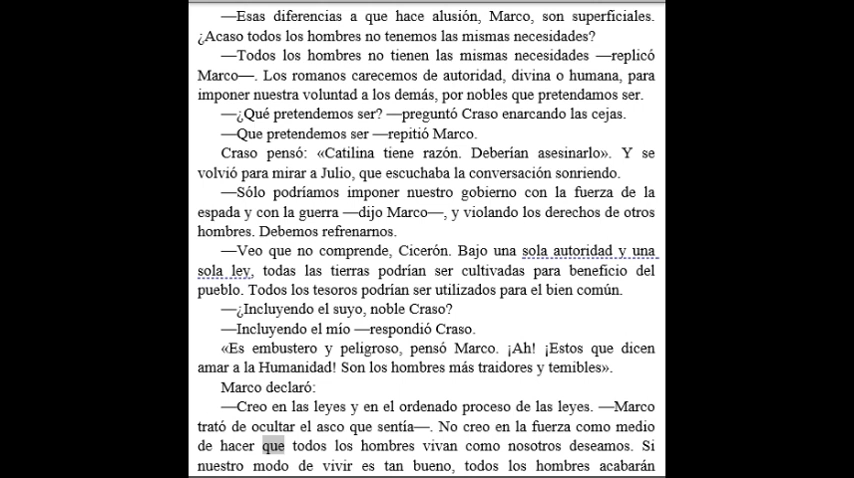 —Esas diferencias a que hace alusión, Marco, son superficiales.
¿Acaso todos los hombres no tenemos las mismas necesidades?
—Todos los hombres no tienen las mismas necesidades —replicó
Marco—. Los romanos carecemos de autoridad, divina o humana, para
imponer nuestra voluntad a los demás, por nobles que pretendamos ser.
—¿Qué pretendemos ser? —preguntó Craso enarcando las cejas.
—Que pretendemos ser —repitió Marco.
Craso pensó: «Catilina tiene razón. Deberían asesinarlo». Y se
volvió para mirar a Julio, que escuchaba la conversación sonriendo.
—Sólo podríamos imponer nuestro gobierno con la fuerza de la
espada y con la guerra —dijo Marco—, y violando los derechos de otros
hombres. Debemos refrenarnos.
—Veo que no comprende, Cicerón. Bajo una sola autoridad y una
sola ley, todas las tierras podrían ser cultivadas para beneficio del
pueblo. Todos los tesoros podrían ser utilizados para el bien común.
—¿Incluyendo el suyo, noble Craso?
—Incluyendo el mío —respondió Craso.
«Es embustero y peligroso, pensó Marco. ¡Ah! ¡Estos que dicen
amar a la Humanidad! Son los hombres más traidores y temibles».
Marco declaró:
—Creo en las leyes y en el ordenado proceso de las leyes. —Marco
trató de ocultar el asco que sentía—. No creo en la fuerza como medio
de hacer que todos los hombres vivan como nosotros deseamos. Si
nuestro modo de vivir es tan bueno, todos los hombres acabarán